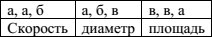 а, а, б а, б, в в, в, а
Скорость диаметр площадь